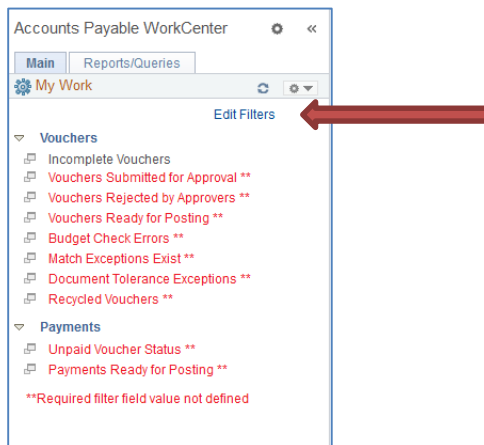 Accounts Payable WorkCenter
Main Reports/Queries
My Work
Edit Filters
Vouchers
Incomplete Vouchers
Vouchers Submitted for Approval **
Vouchers Rejected by Approvers **
Vouchers Ready for Posting **
Budget Check Errors **
Match Exceptions Exist **
Document Tolerance Exceptions **
Recycled Vouchers **
Payments
Unpaid Voucher Status **
Payments Ready for Posting **
**Required filter field value not defined